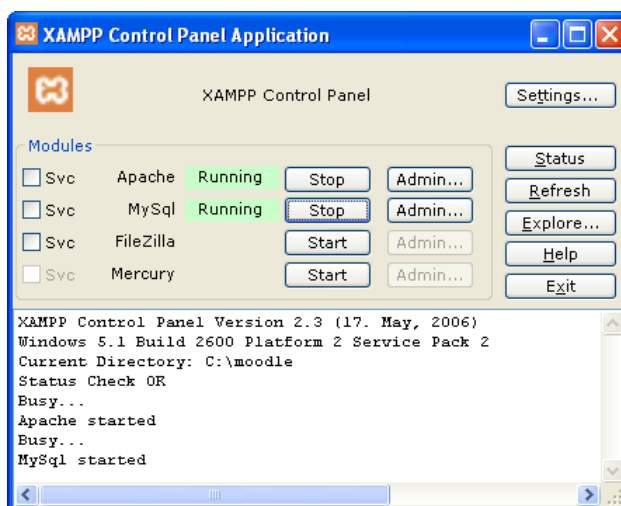 XAMPP Control Panel Application
XAMPP Control Panel
Settings...
Modules
Svc Apache Running Stop Admin...
Svc MySql Running Stop Admin...
Svc FileZilla Start Admin...
Svc Mercury Start Admin...
Status
Refresh
Explore...
Help
Exit
XAMPP Control Panel Version 2.3 (17. May, 2006)
Windows 5.1 Build 2600 Platform 2 Service Pack 2
Current Directory: C:\moodle
Status Check OK
Busy...
Apache started
Busy...
MySql started